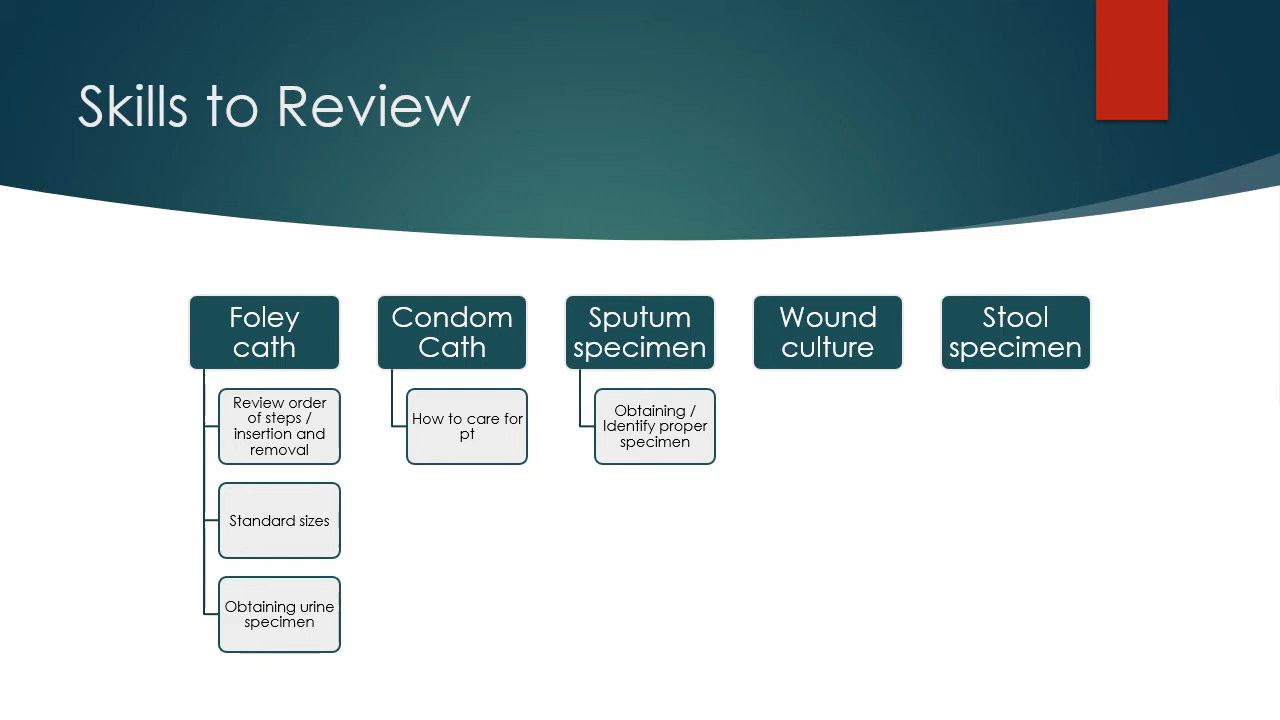 Skills to Review
Foley
cath
Review order
of steps /
insertion and
removal
Standard sizes
Obtaining urine
specimen
Condom
Cath
How to care for
pt
Sputum
specimen
Obtaining /
Identify proper
specimen
Wound
culture
Stool
specimen